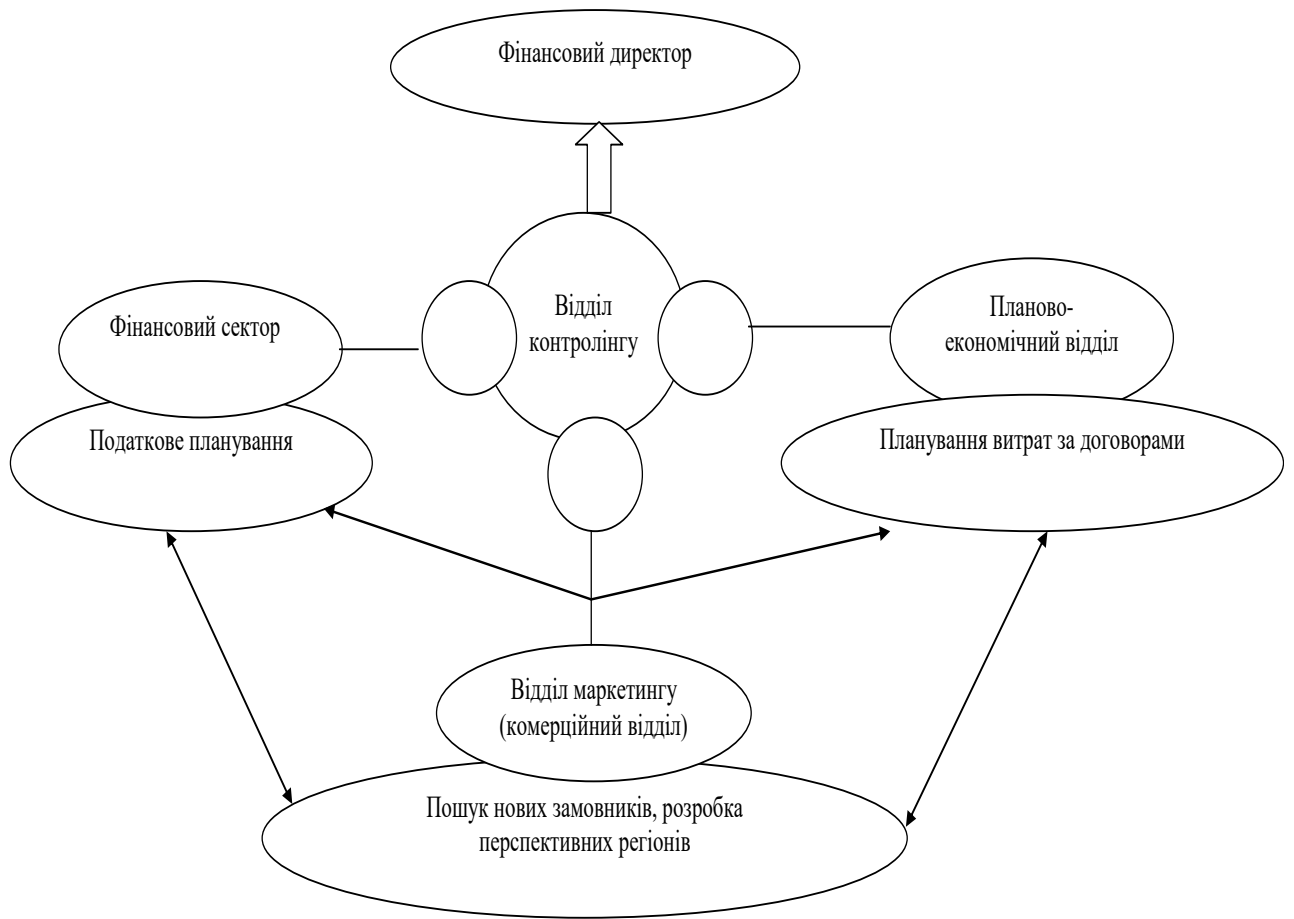 Фінансовий директор
Відділ
контролінгу
Фінансовий сектор
Планово-
економічний відділ
Податкове планування
Планування витрат за договорами
Відділ маркетингу
(комерційний відділ)
Пошук нових замовників, розробка
перспективних регіонів